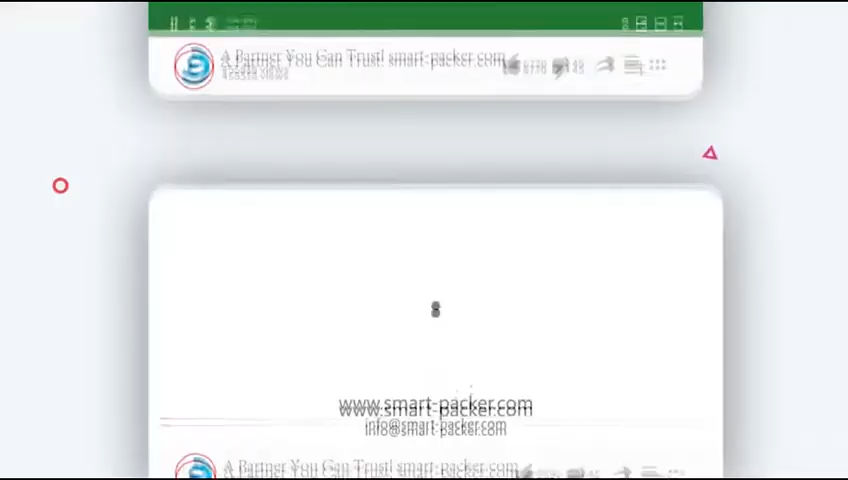 A Partner You Can Trust! smart-packer.com
www.smart-packer.com
info@smart-packer.com
A Partner You Can Trust! smart-packer.com